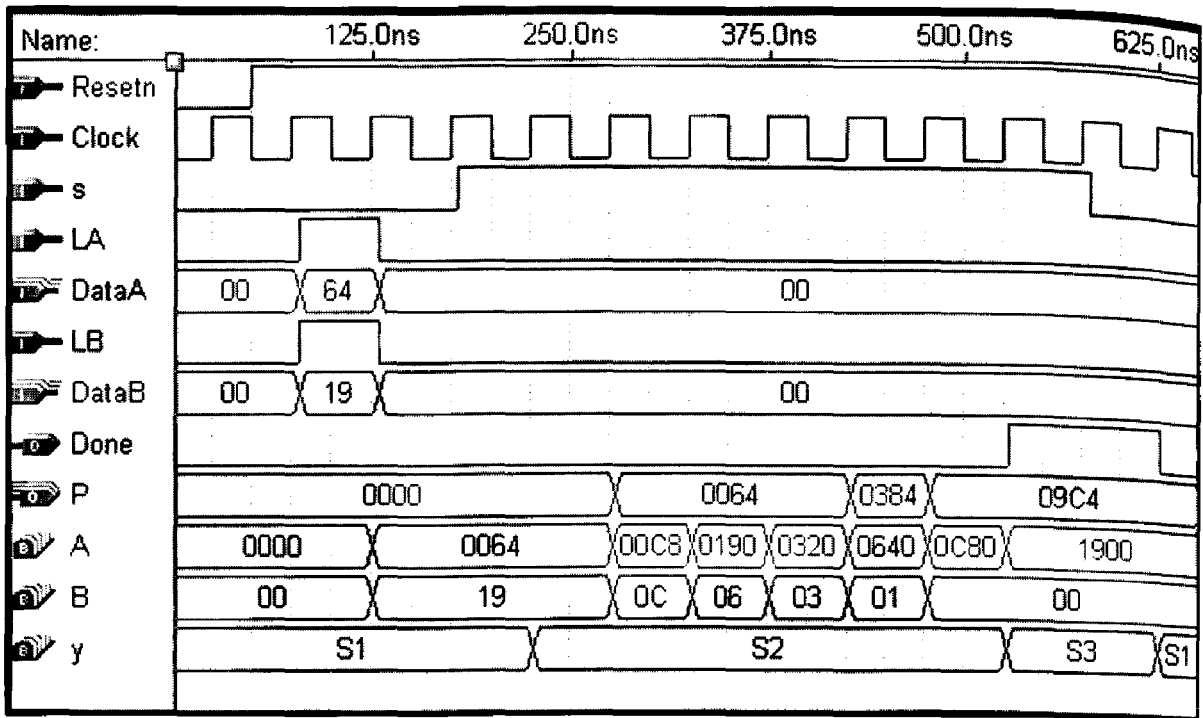 Name: 125.0ns 250.0ns 375.0ns 500.0ns 625.0ns
Resetn
Clock
s
LA
DataA 00 64 00
LB
DataB 00 19 00
Done
P 0000 0064 0384 09C4
A 0000 0064 00C8 0190 0320 0640 0C80 1900
B 00 19 0C 06 03 01 00
y S1 S2 S3 S1